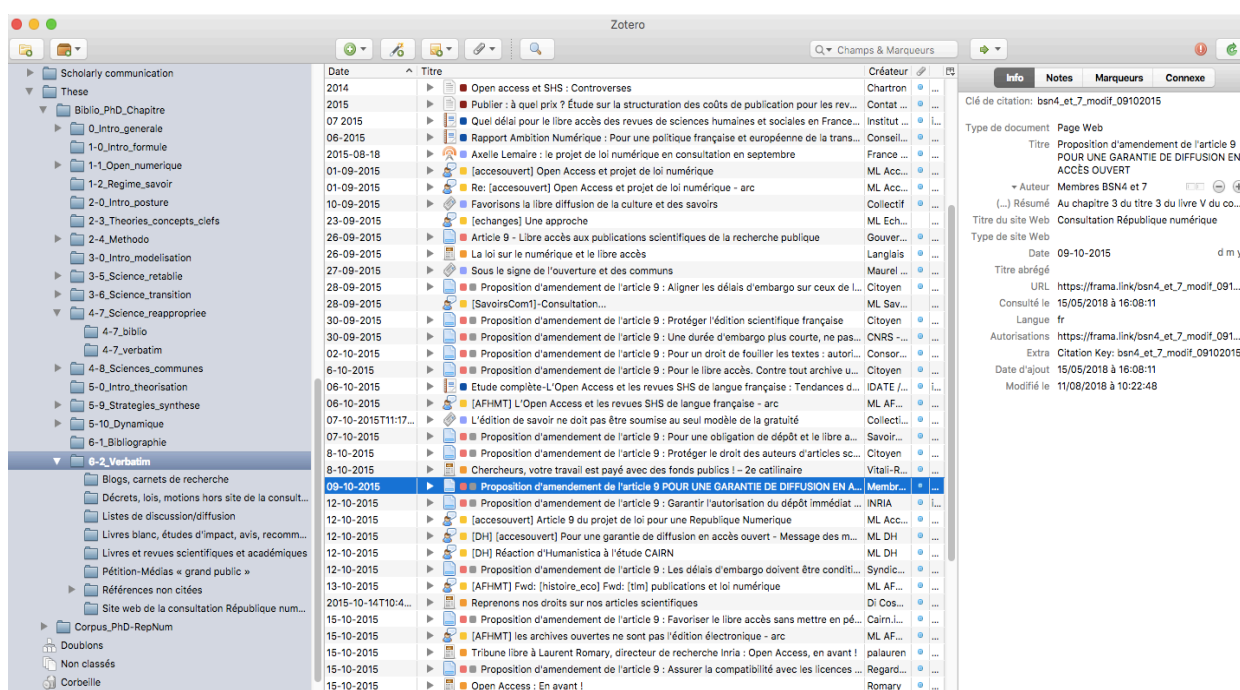 Zotero
Champs & Marqueurs
Scholarly communication
These
Biblio_PhD_Chapitre
0_Intro_generale
1-0_Intro_formule
1-1_Open_numerique
1-2_Regime_savoir
2-0_Intro_posture
2-3_Theories_concepts_clefs
2-4_Methodo
3-0_Intro_modelisation
3-5_Science_retablie
3-6_Science_transition
4-7_Science_reappropriee
4-7_biblio
4-7_verbatim
4-8_Sciences_communes
5-0_Intro_theorisation
5-9_Strategies_synthese
5-10_Dynamique
6-1_Bibliographie
6-2_Verbatim
Blogs, carnets de recherche
Décrets, lois, motions hors site de la consult...
Listes de discussion/diffusion
Livres blanc, études d'impact, avis, recomm...
Livres et revues scientifiques et académiques
Pétition-Médias « grand public »
Références non citées
Site web de la consultation République num...
Corpus_PhD-RepNum
Doublons
Non classés
Corbeille
Date Titre Créateur
2014 Open access et SHS : Controverses Chartron ...
2015 Publier : à quel prix ? Étude sur la structuration des coûts de publication pour les rev... Contat ... ...
07 2015 Quel délai pour le libre accès des revues de sciences humaines et sociales en France... Institut ... i...
06-2015 Rapport Ambition Numérique : Pour une politique française et européenne de la trans... Conseil... ...
2015-08-18 Axelle Lemaire : le projet de loi numérique en consultation en septembre France ... ...
01-09-2015 [accesouvert] Open Access et projet de loi numérique ML Acc... ...
01-09-2015 Re: [accesouvert] Open Access et projet de loi numérique - arc ML Acc... ...
10-09-2015 Favorisons la libre diffusion de la culture et des savoirs Collectif ...
23-09-2015 [echanges] Une approche ML Ech... ...
26-09-2015 Article 9 - Libre accès aux publications scientifiques de la recherche publique Gouver... ...
26-09-2015 La loi sur le numérique et le libre accès Langlais ...
27-09-2015 Sous le signe de l'ouverture et des communs Maurel ... ...
28-09-2015 Proposition d'amendement de l'article 9 : Aligner les délais d'embargo sur ceux de l... Citoyen ...
28-09-2015 [SavoirsCom1]-Consultation... ML Sav... ...
30-09-2015 Proposition d'amendement de l'article 9 : Protéger l'édition scientifique française Citoyen ...
30-09-2015 Proposition d'amendement de l'article 9 : Une durée d'embargo plus courte, ne pas... CNRS -... ...
02-10-2015 Proposition d'amendement de l'article 9 : Pour un droit de fouiller les textes : autori... Consor... ...
6-10-2015 Proposition d'amendement de l'article 9 : Pour le libre accès. Contre tout archive u... Citoyen ...
06-10-2015 Etude complète-L'Open Access et les revues SHS de langue française : Tendances d... IDATE /... i...
06-10-2015 [AFHMT] L'Open Access et les revues SHS de langue française - arc ML AF... ...
07-10-2015T11:17... L'édition de savoir ne doit pas être soumise au seul modèle de la gratuité Collecti... ...
07-10-2015 Proposition d'amendement de l'article 9 : Pour une obligation de dépôt et le libre a... Savoir... ...
8-10-2015 Proposition d'amendement de l'article 9 : Protéger le droit des auteurs d'articles sc... Citoyen ...
8-10-2015 Chercheurs, votre travail est payé avec des fonds publics ! – 2e catilinaire Vitali-R... ...
09-10-2015 Proposition d'amendement de l'article 9 POUR UNE GARANTIE DE DIFFUSION EN A... Membr... ...
12-10-2015 Proposition d'amendement de l'article 9 : Garantir l'autorisation du dépôt immédiat ... INRIA i...
12-10-2015 [accesouvert] Article 9 du projet de loi pour une Republique Numerique ML Acc... ...
12-10-2015 [DH] [accesouvert] Pour une garantie de diffusion en accès ouvert - Message des m... ML DH ...
12-10-2015 [DH] Réaction d'Humanistica à l'étude CAIRN ML DH ...
12-10-2015 Proposition d'amendement de l'article 9 : Les délais d'embargo doivent être conditi... Syndic... ...
13-10-2015 [AFHMT] Fwd: [histoire_eco] Fwd: [tlm] publications et loi numérique ML AF... ...
2015-10-14T10:4... Reprenons nos droits sur nos articles scientifiques Di Cos... ...
15-10-2015 Proposition d'amendement de l'article 9 : Favoriser le libre accès sans mettre en pé... Cairn.i... ...
15-10-2015 [AFHMT] les archives ouvertes ne sont pas l'édition électronique - arc ML AF... ...
15-10-2015 Tribune libre à Laurent Romary, directeur de recherche Inria : Open Access, en avant ! palauren ...
15-10-2015 Proposition d'amendement de l'article 9 : Assurer la compatibilité avec les licences ... Regard... ...
15-10-2015 Open Access : En avant ! Romary ...
Info Notes Marqueurs Connexe
Clé de citation: bsn4_et_7_modif_09102015
Type de document Page Web
Titre Proposition d'amendement de l'article 9
POUR UNE GARANTIE DE DIFFUSION EN
ACCÈS OUVERT
Auteur Membres BSN4 et 7
(...) Résumé Au chapitre 3 du titre 3 du livre V du co...
Titre du site Web Consultation République numérique
Type de site Web
Date 09-10-2015 d m y
Titre abrégé
URL https://frama.link/bsn4_et_7_modif_091...
Consulté le 15/05/2018 à 16:08:11
Langue fr
Autorisations https://frama.link/bsn4_et_7_modif_091...
Extra Citation Key: bsn4_et_7_modif_09102015
Date d'ajout 15/05/2018 à 16:08:11
Modifié le 11/08/2018 à 10:22:48